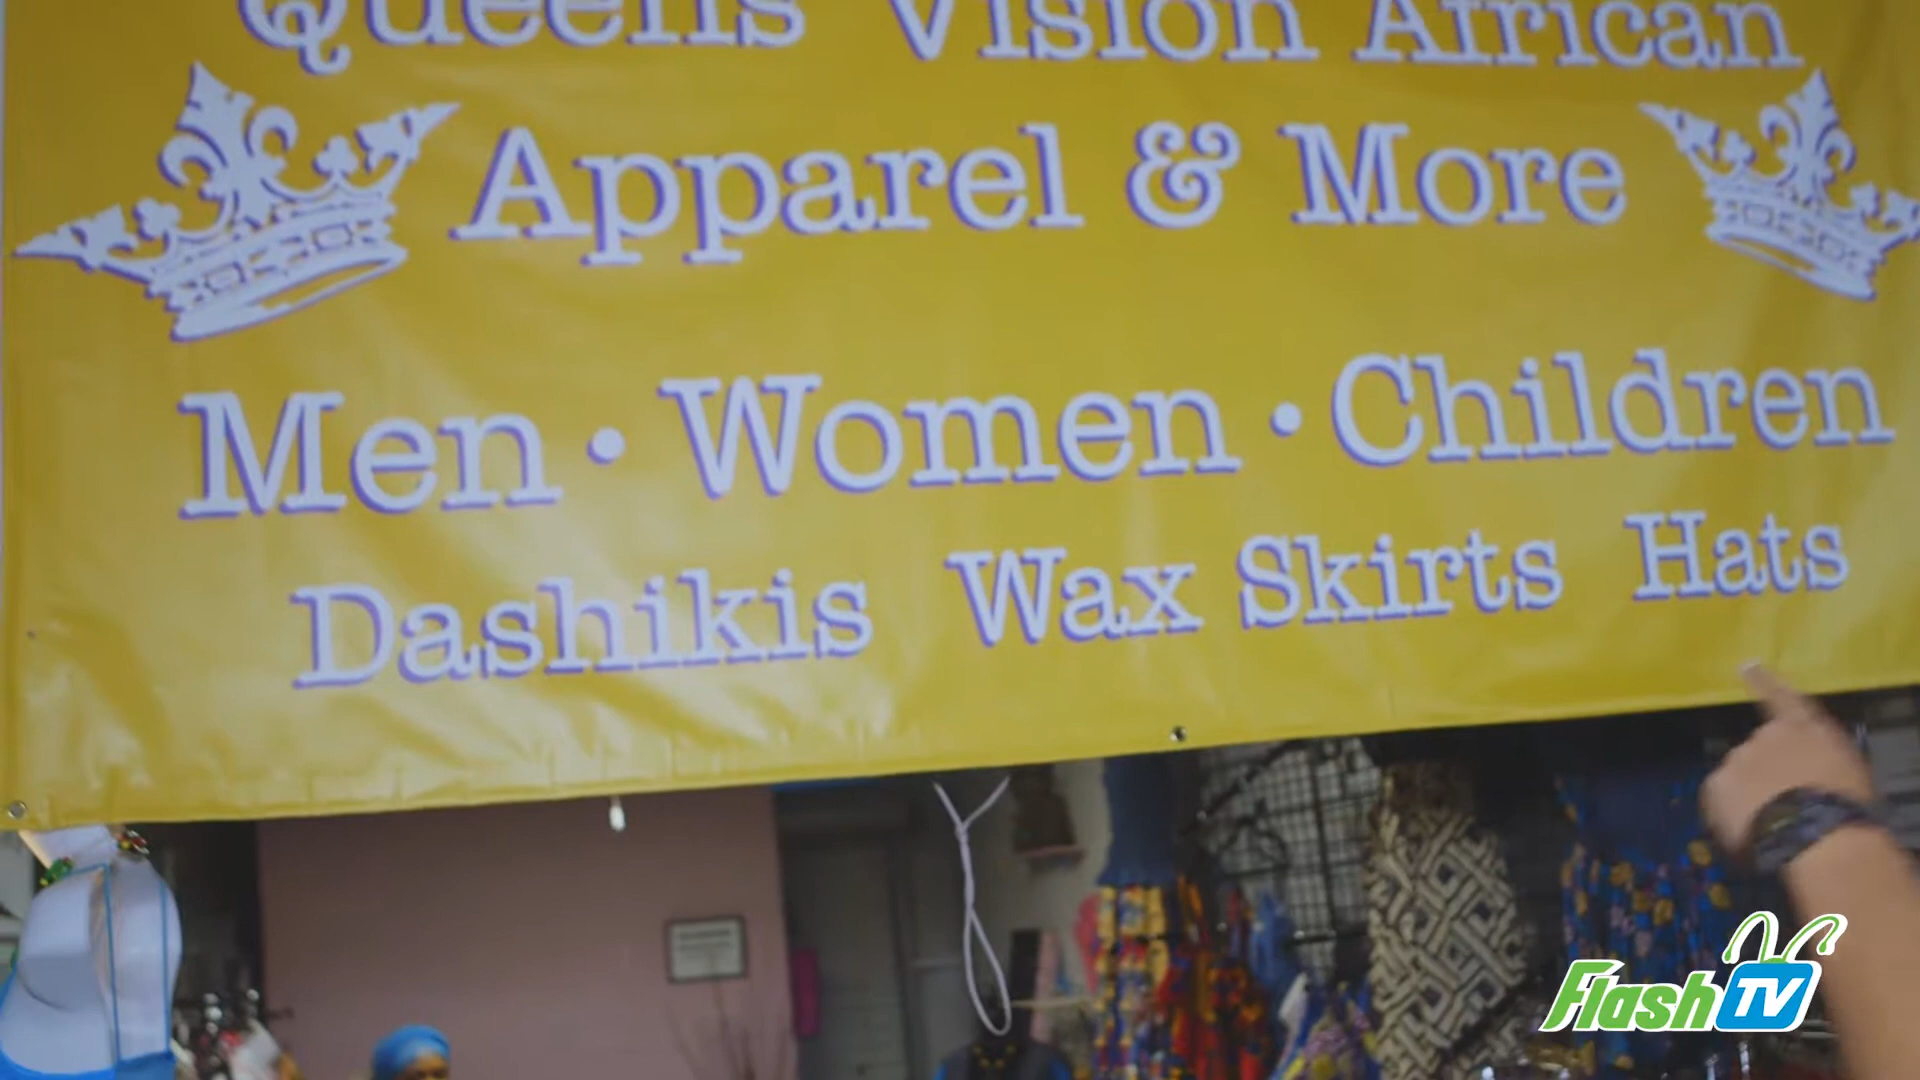 Queens Vision African
Apparel & More
Men • Women • Children
Dashikis Wax Skirts Hats
Flash TV